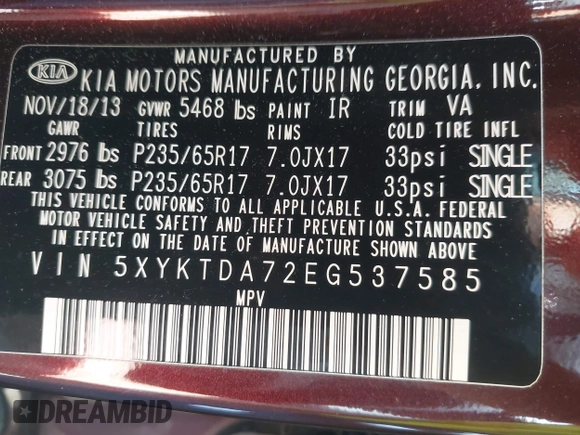 MANUFACTURED BY
KIA KIA MOTORS MANUFACTURING GEORGIA, INC.
NOV/18/13 GVWR 5468 lbs PAINT IR TRIM VA
GAWR TIRES RIMS COLD TIRE INFL
FRONT 2976 lbs P235/65R17 7.0JX17 33psi SINGLE
REAR 3075 lbs P235/65R17 7.0JX17 33psi SINGLE
THIS VEHICLE CONFORMS TO ALL APPLICABLE U.S.A. FEDERAL
MOTOR VEHICLE SAFETY AND THEFT PREVENTION STANDARDS
IN EFFECT ON THE DATE OF MANUFACTURE SHOWN ABOVE.
VIN 5XYKTDA72EG537585
MPV
DREAMBID